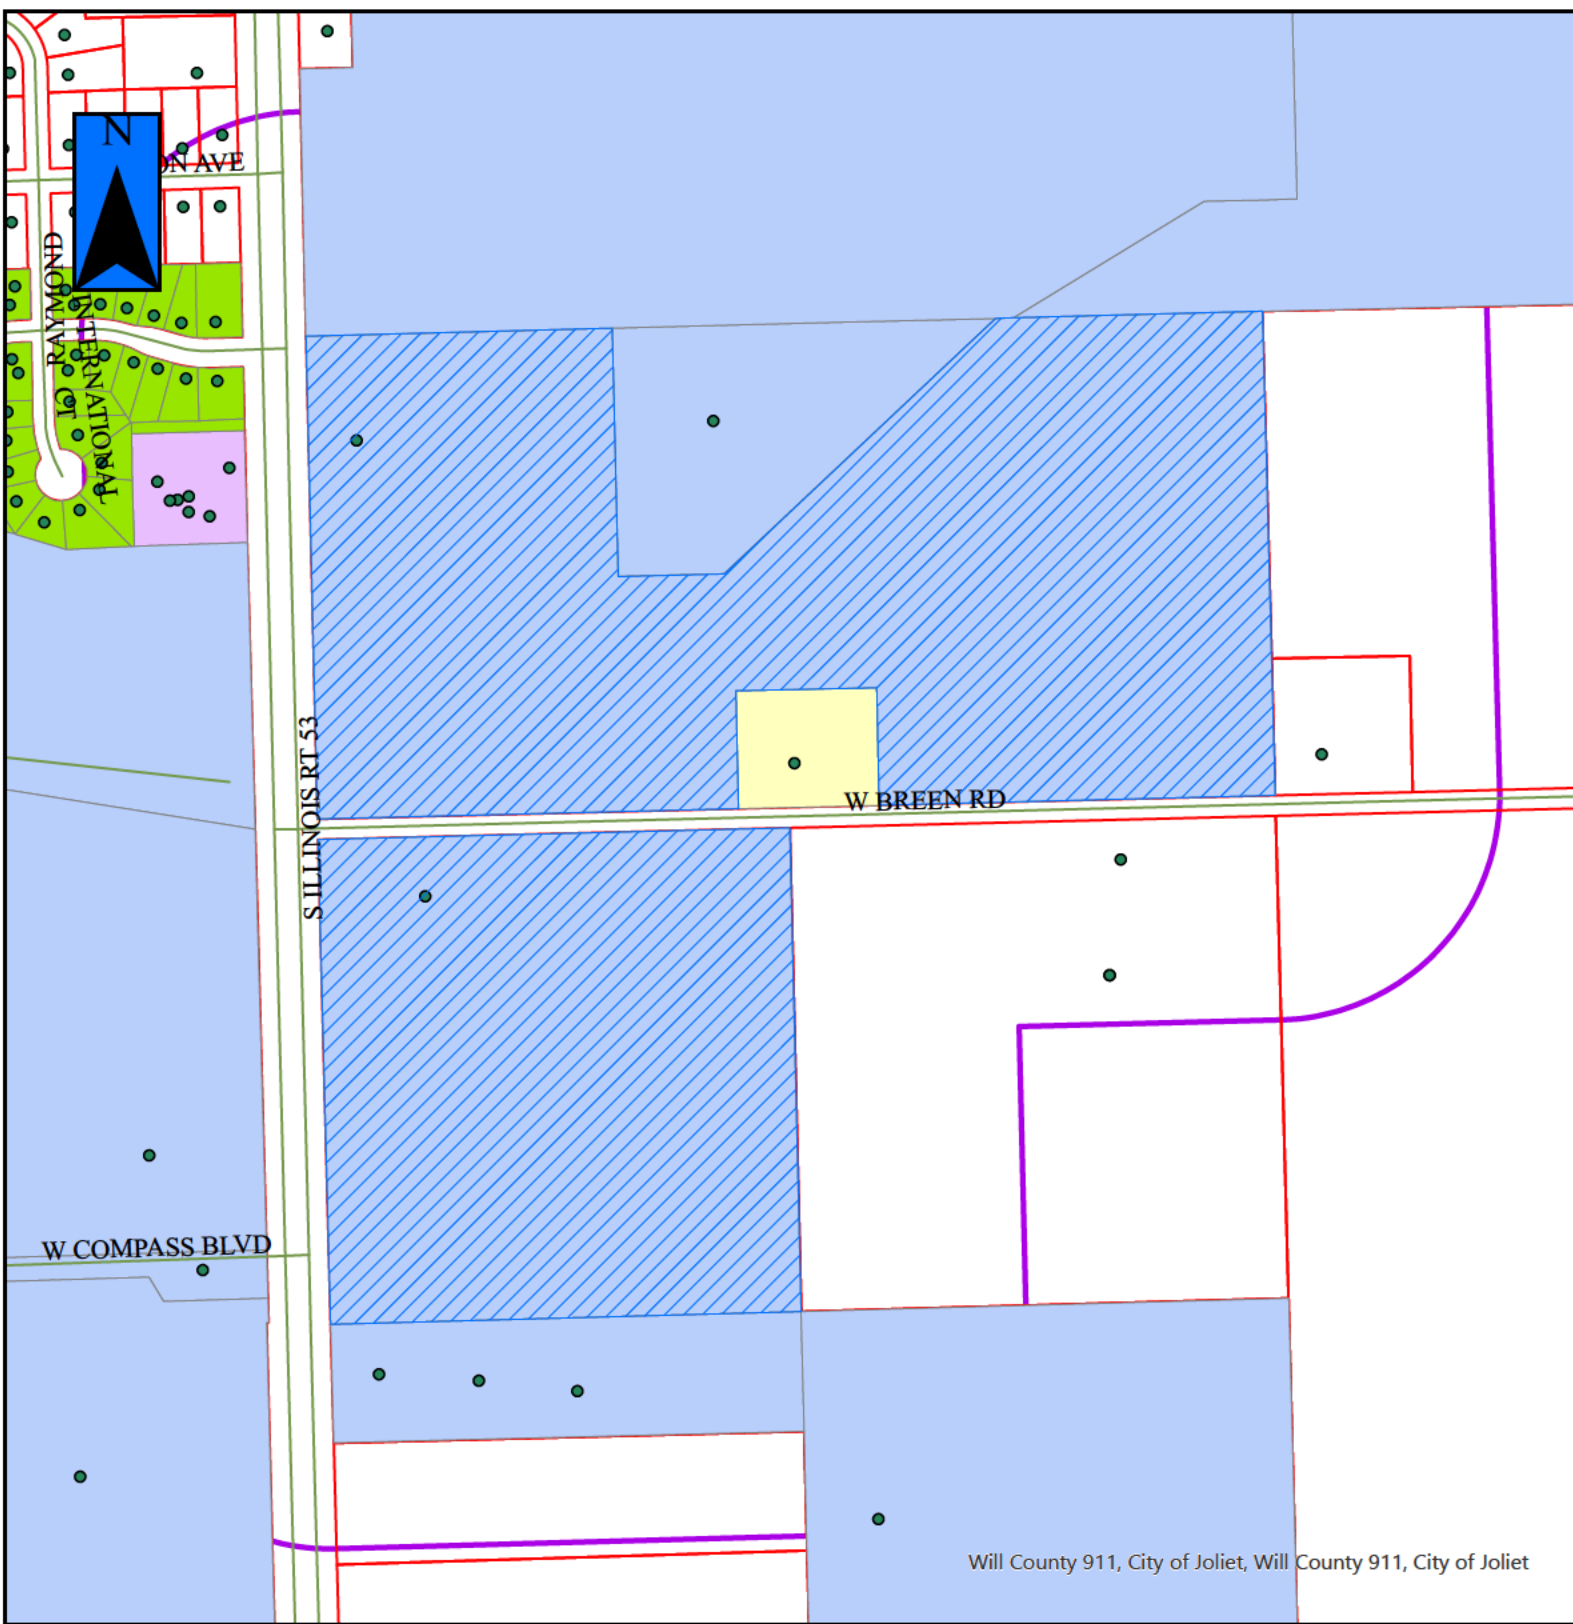 N
ON AVE
RAYMOND
CT
INTERNATIONAL
S ILLINOIS RT 53
W BREEN RD
W COMPASS BLVD
Will County 911, City of Joliet, Will County 911, City of Joliet